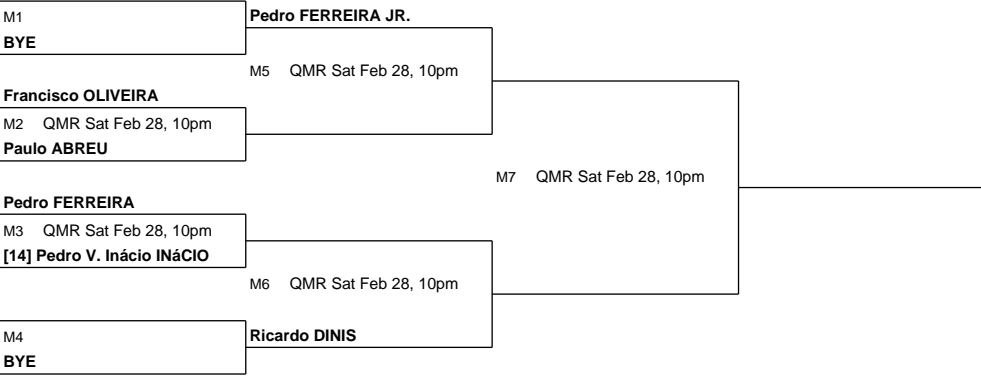 M1
Pedro FERREIRA JR.
BYE
M5 QMR Sat Feb 28, 10pm
Francisco OLIVEIRA
M2 QMR Sat Feb 28, 10pm
Paulo ABREU
M7 QMR Sat Feb 28, 10pm
Pedro FERREIRA
M3 QMR Sat Feb 28, 10pm
[14] Pedro V. Inácio INáCIO
M6 QMR Sat Feb 28, 10pm
M4
Ricardo DINIS
BYE